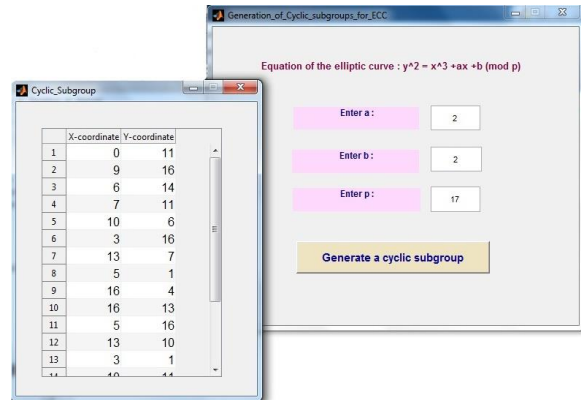 Generation_of_Cyclic_subgroups_for_ECC
Equation of the elliptic curve : y^2 = x^3 +ax +b (mod p)
Enter a : 2
Enter b : 2
Enter p : 17
Generate a cyclic subgroup
Cyclic_Subgroup
X-coordinate Y-coordinate
1 0 11
2 9 16
3 6 14
4 7 11
5 10 6
6 3 16
7 13 7
8 5 1
9 16 4
10 16 13
11 5 16
12 13 10
13 3 1
14 10 11